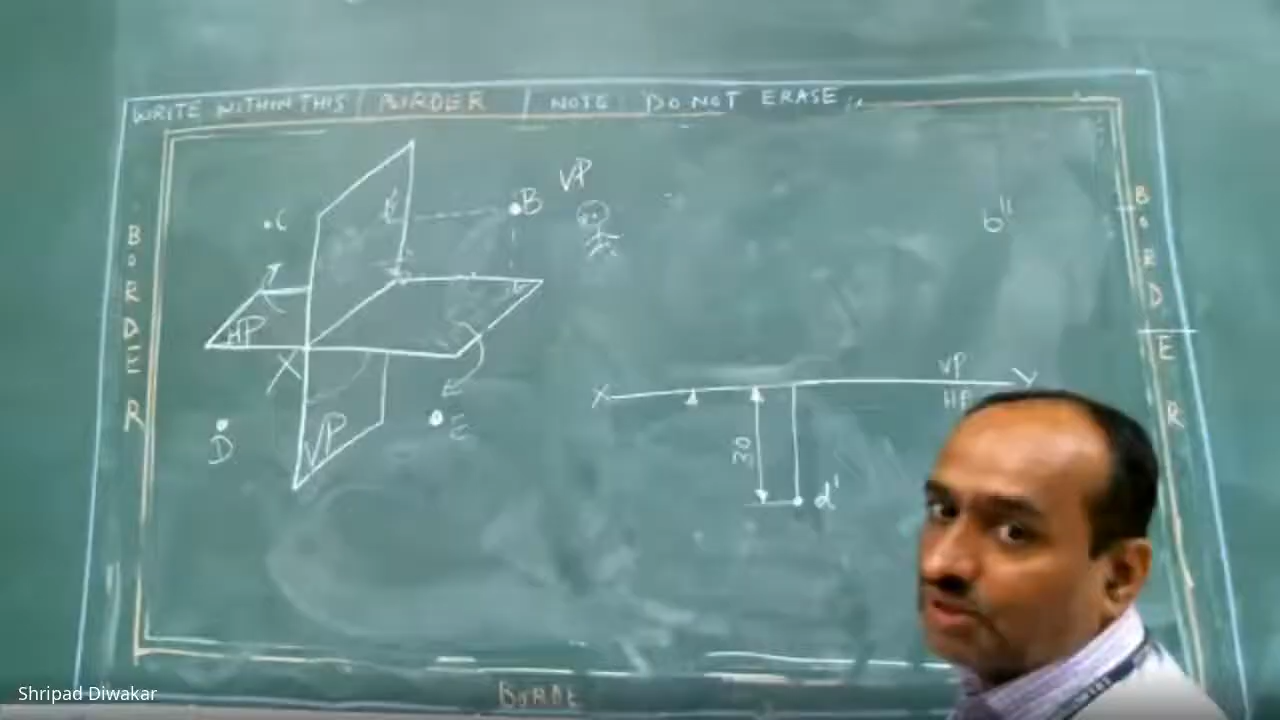 WRITE WITHIN THIS BORDER NOTE DO NOT ERASE
VP
B
C
b"
BORDER
BORDER
HP
X
VP
D
E
X
VP
Y
HP
30
d'
BORDE
Shripad Diwakar